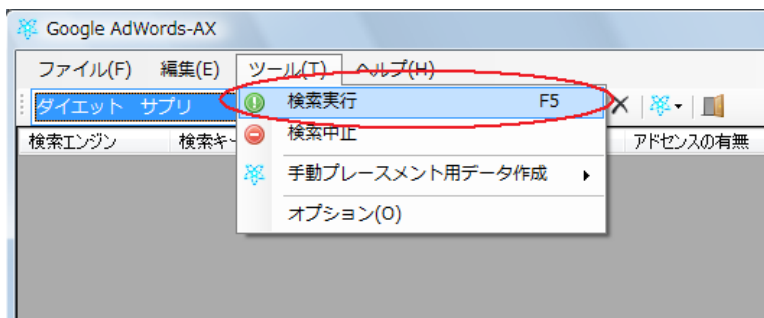 Google AdWords-AX
ファイル(F) 編集(E) ツール(T) ヘルプ(H)
ダイエット サプリ
検索実行 F5
検索エンジン 検索キー アドセンスの有無
検索中止
手動プレースメント用データ作成
オプション(O)